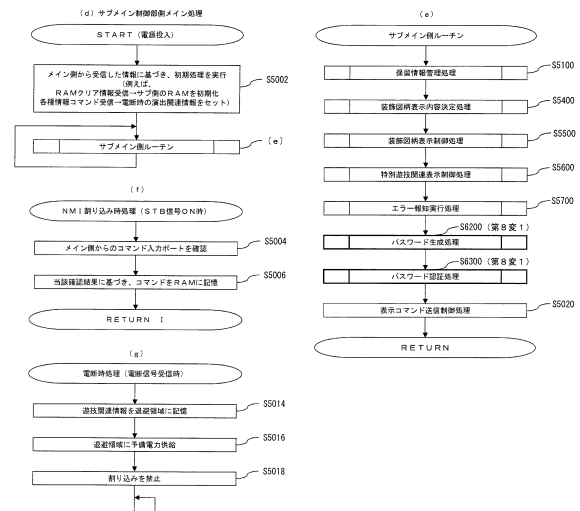 (d) サブメイン制御部側メイン処理
START (電源投入)
メイン側から受信した情報に基づき、初期処理を実行
(例えば、
RAMクリア情報受信→サブ側のRAMを初期化
各種情報コマンド受信→電断時の演出関連情報をセット)
S5002
サブメイン側ルーチン
(e)
(f)
NMI割り込み時処理 (STB信号ON時)
メイン側からのコマンド入力ポートを確認
S5004
当該確認結果に基づき、コマンドをRAMに記憶
S5006
RETURN [
(g)
電断時処理 (電断信号受信時)
遊技関連情報を退避領域に記憶
S5014
退避領域に予備電力供給
S5016
割り込みを禁止
S5018
(e)
サブメイン側ルーチン
保留情報管理処理
S5100
装飾図柄表示内容決定処理
S5400
装飾図柄表示制御処理
S5500
特別遊技関連表示制御処理
S5600
エラー報知実行処理
S5700
S6200 (第8変1)
パスワード生成処理
S6300 (第8変1)
パスワード認証処理
表示コマンド送信制御処理
S5020
RETURN